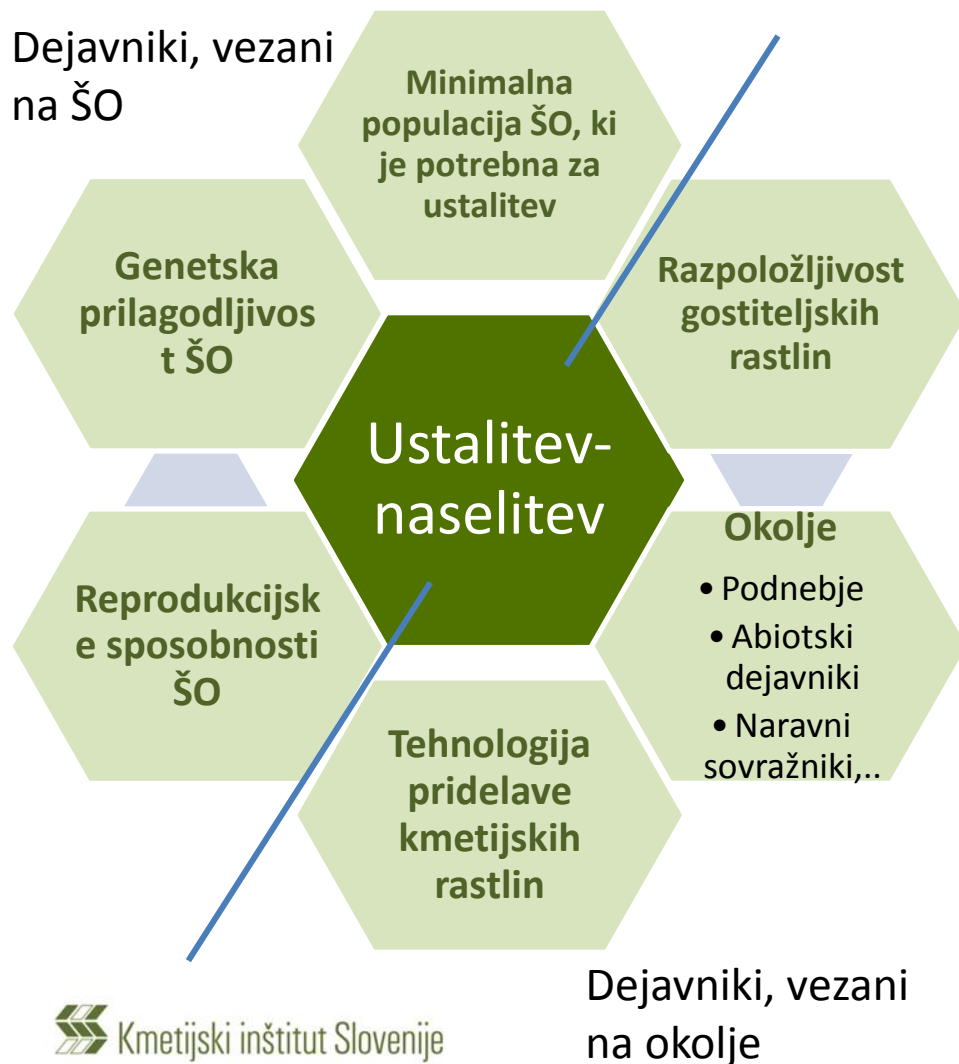 Dejavniki, vezani
na ŠO
Minimalna
populacija ŠO, ki
je potrebna za
ustalitev
Genetska
prilagodljivos
t ŠO
Razpoložljivost
gostiteljskih
rastlin
Ustalitev-
naselitev
Okolje
• Podnebje
• Abiotski
dejavniki
• Naravni
sovražniki,..
Reprodukcijsk
e sposobnosti
ŠO
Tehnologija
pridelave
kmetijskih
rastlin
Dejavniki, vezani
na okolje
Kmetijski inštitut Slovenije